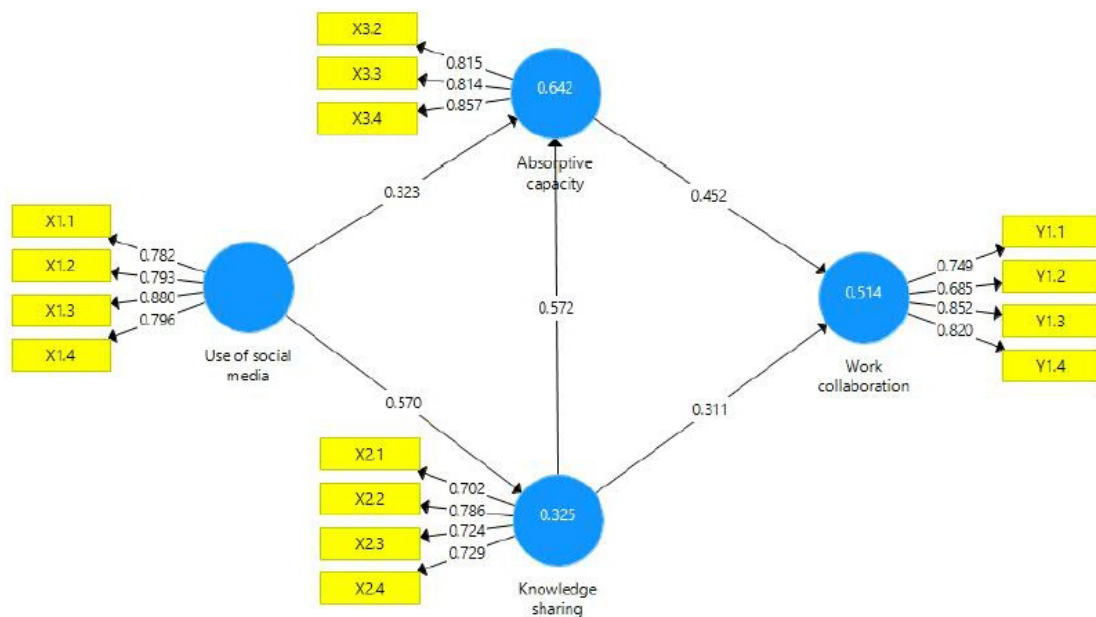 X3.2
0.815
X3.3
0.814
X3.4
0.857
0.642
Absorptive
capacity
0.323
0.452
X1.1
0.782
X1.2
0.793
X1.3
0.880
X1.4
0.796
Use of social
media
0.572
Y1.1
0.749
Y1.2
0.685
Y1.3
0.852
Y1.4
0.820
0.514
Work
collaboration
0.570
0.311
X2.1
0.702
X2.2
0.786
X2.3
0.724
X2.4
0.729
0.325
Knowledge
sharing